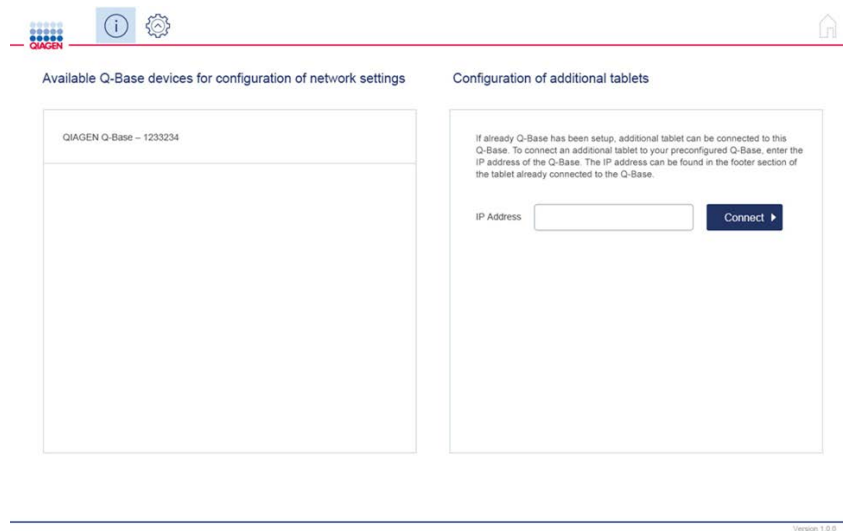 QIAGEN
Available Q-Base devices for configuration of network settings
Configuration of additional tablets
QIAGEN Q-Base – 1233234
If already Q-Base has been setup, additional tablet can be connected to this
Q-Base. To connect an additional tablet to your preconfigured Q-Base, enter the
IP address of the Q-Base. The IP address can be found in the footer section of
the tablet already connected to the Q-Base.
IP Address
Connect
Version 1.0.0